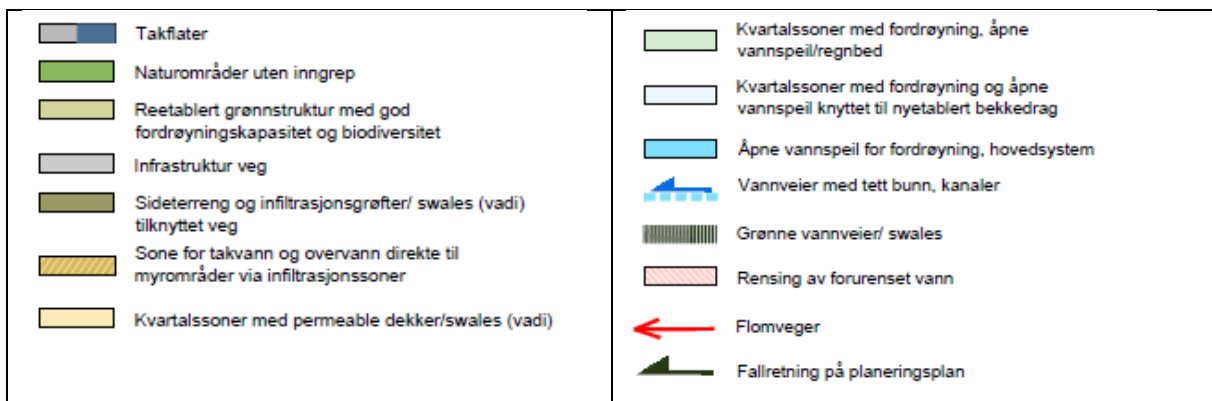 Takflater
Naturområder uten inngrep
Reetablert grønnstruktur med god
fordrøyningskapasitet og biodiversitet
Infrastruktur veg
Sideterreng og infiltrasjonsgrøfter/ swales (vadi)
tilknyttet veg
Sone for takvann og overvann direkte til
myrområder via infiltrasjonssoner
Kvartalssoner med permeable dekker/swales (vadi)
Kvartalssoner med fordrøyning, åpne
vannspeil/regnbed
Kvartalssoner med fordrøyning og åpne
vannspeil knyttet til nyetablert bekkedrag
Åpne vannspeil for fordrøyning, hovedsystem
Vannveier med tett bunn, kanaler
Grønne vannveier/ swales
Rensing av forurenset vann
Flomveger
Fallretning på planeringsplan